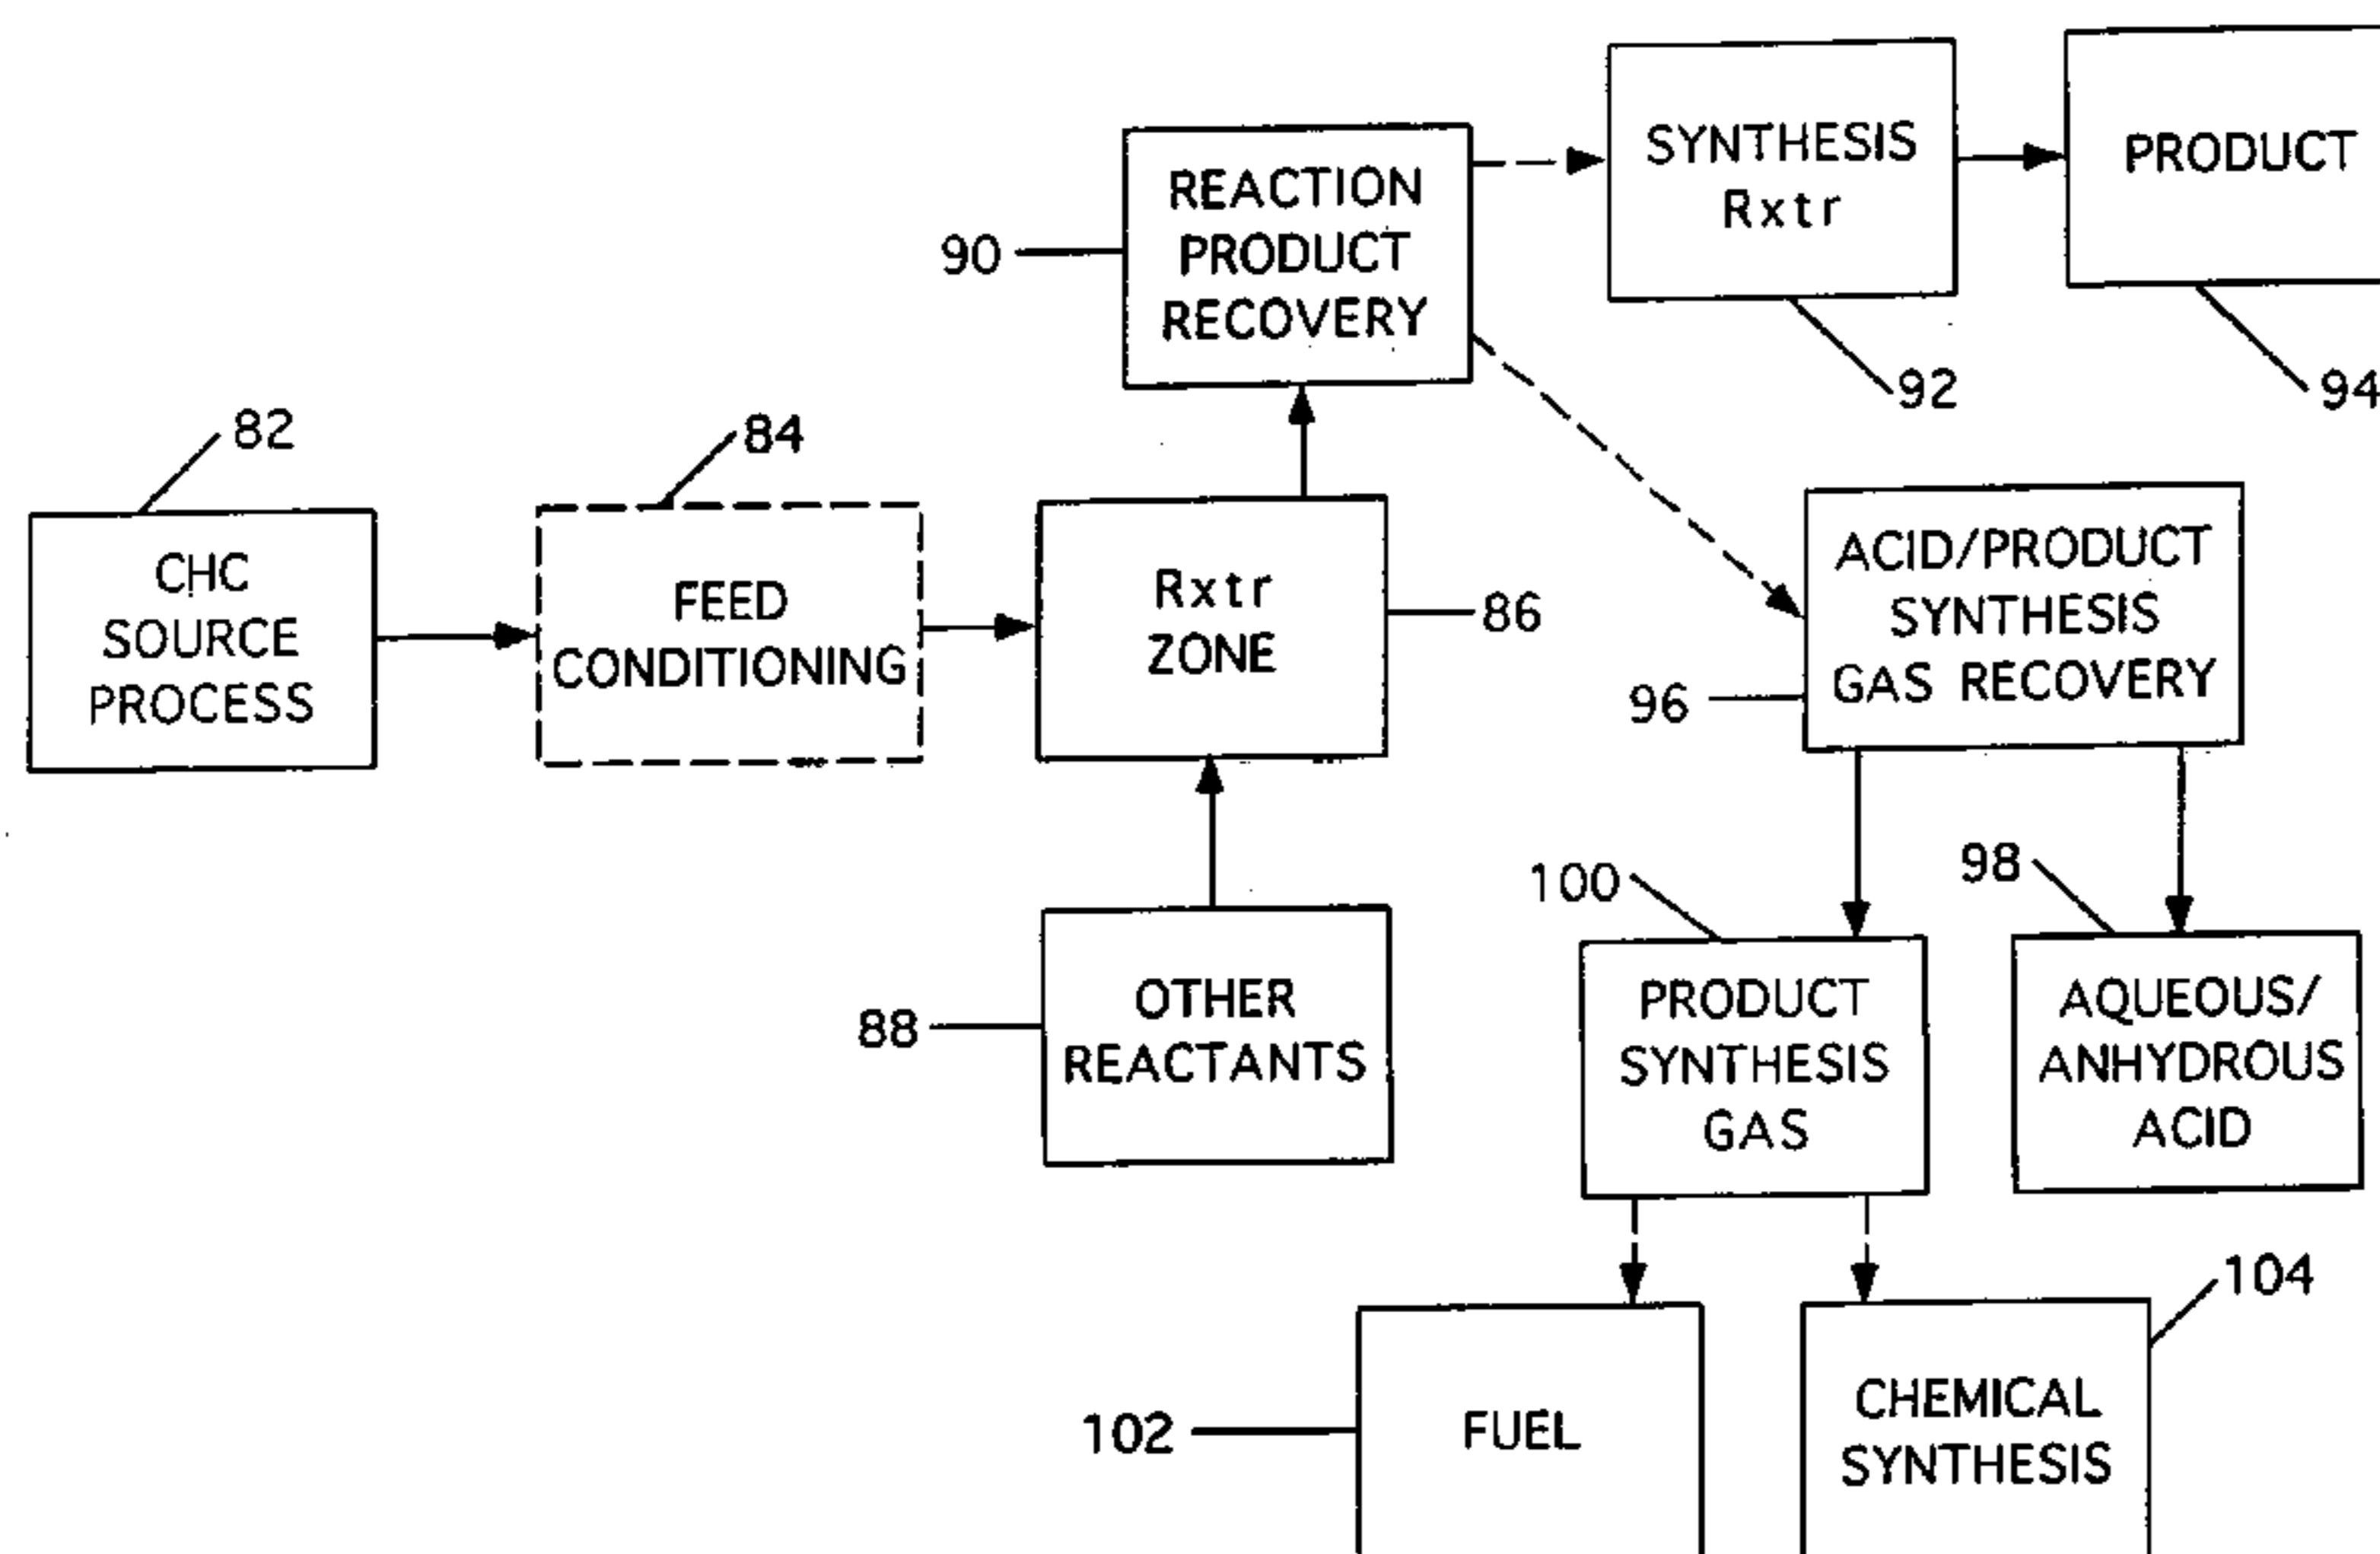 SYNTHESIS
Rxtr
PRODUCT
REACTION
PRODUCT
RECOVERY
90
92
94
82
84
CHC
SOURCE
PROCESS
FEED
CONDITIONING
Rxtr
ZONE
86
ACID/PRODUCT
SYNTHESIS
GAS RECOVERY
96
88
OTHER
REACTANTS
100
98
PRODUCT
SYNTHESIS
GAS
AQUEOUS/
ANHYDROUS
ACID
104
102
FUEL
CHEMICAL
SYNTHESIS